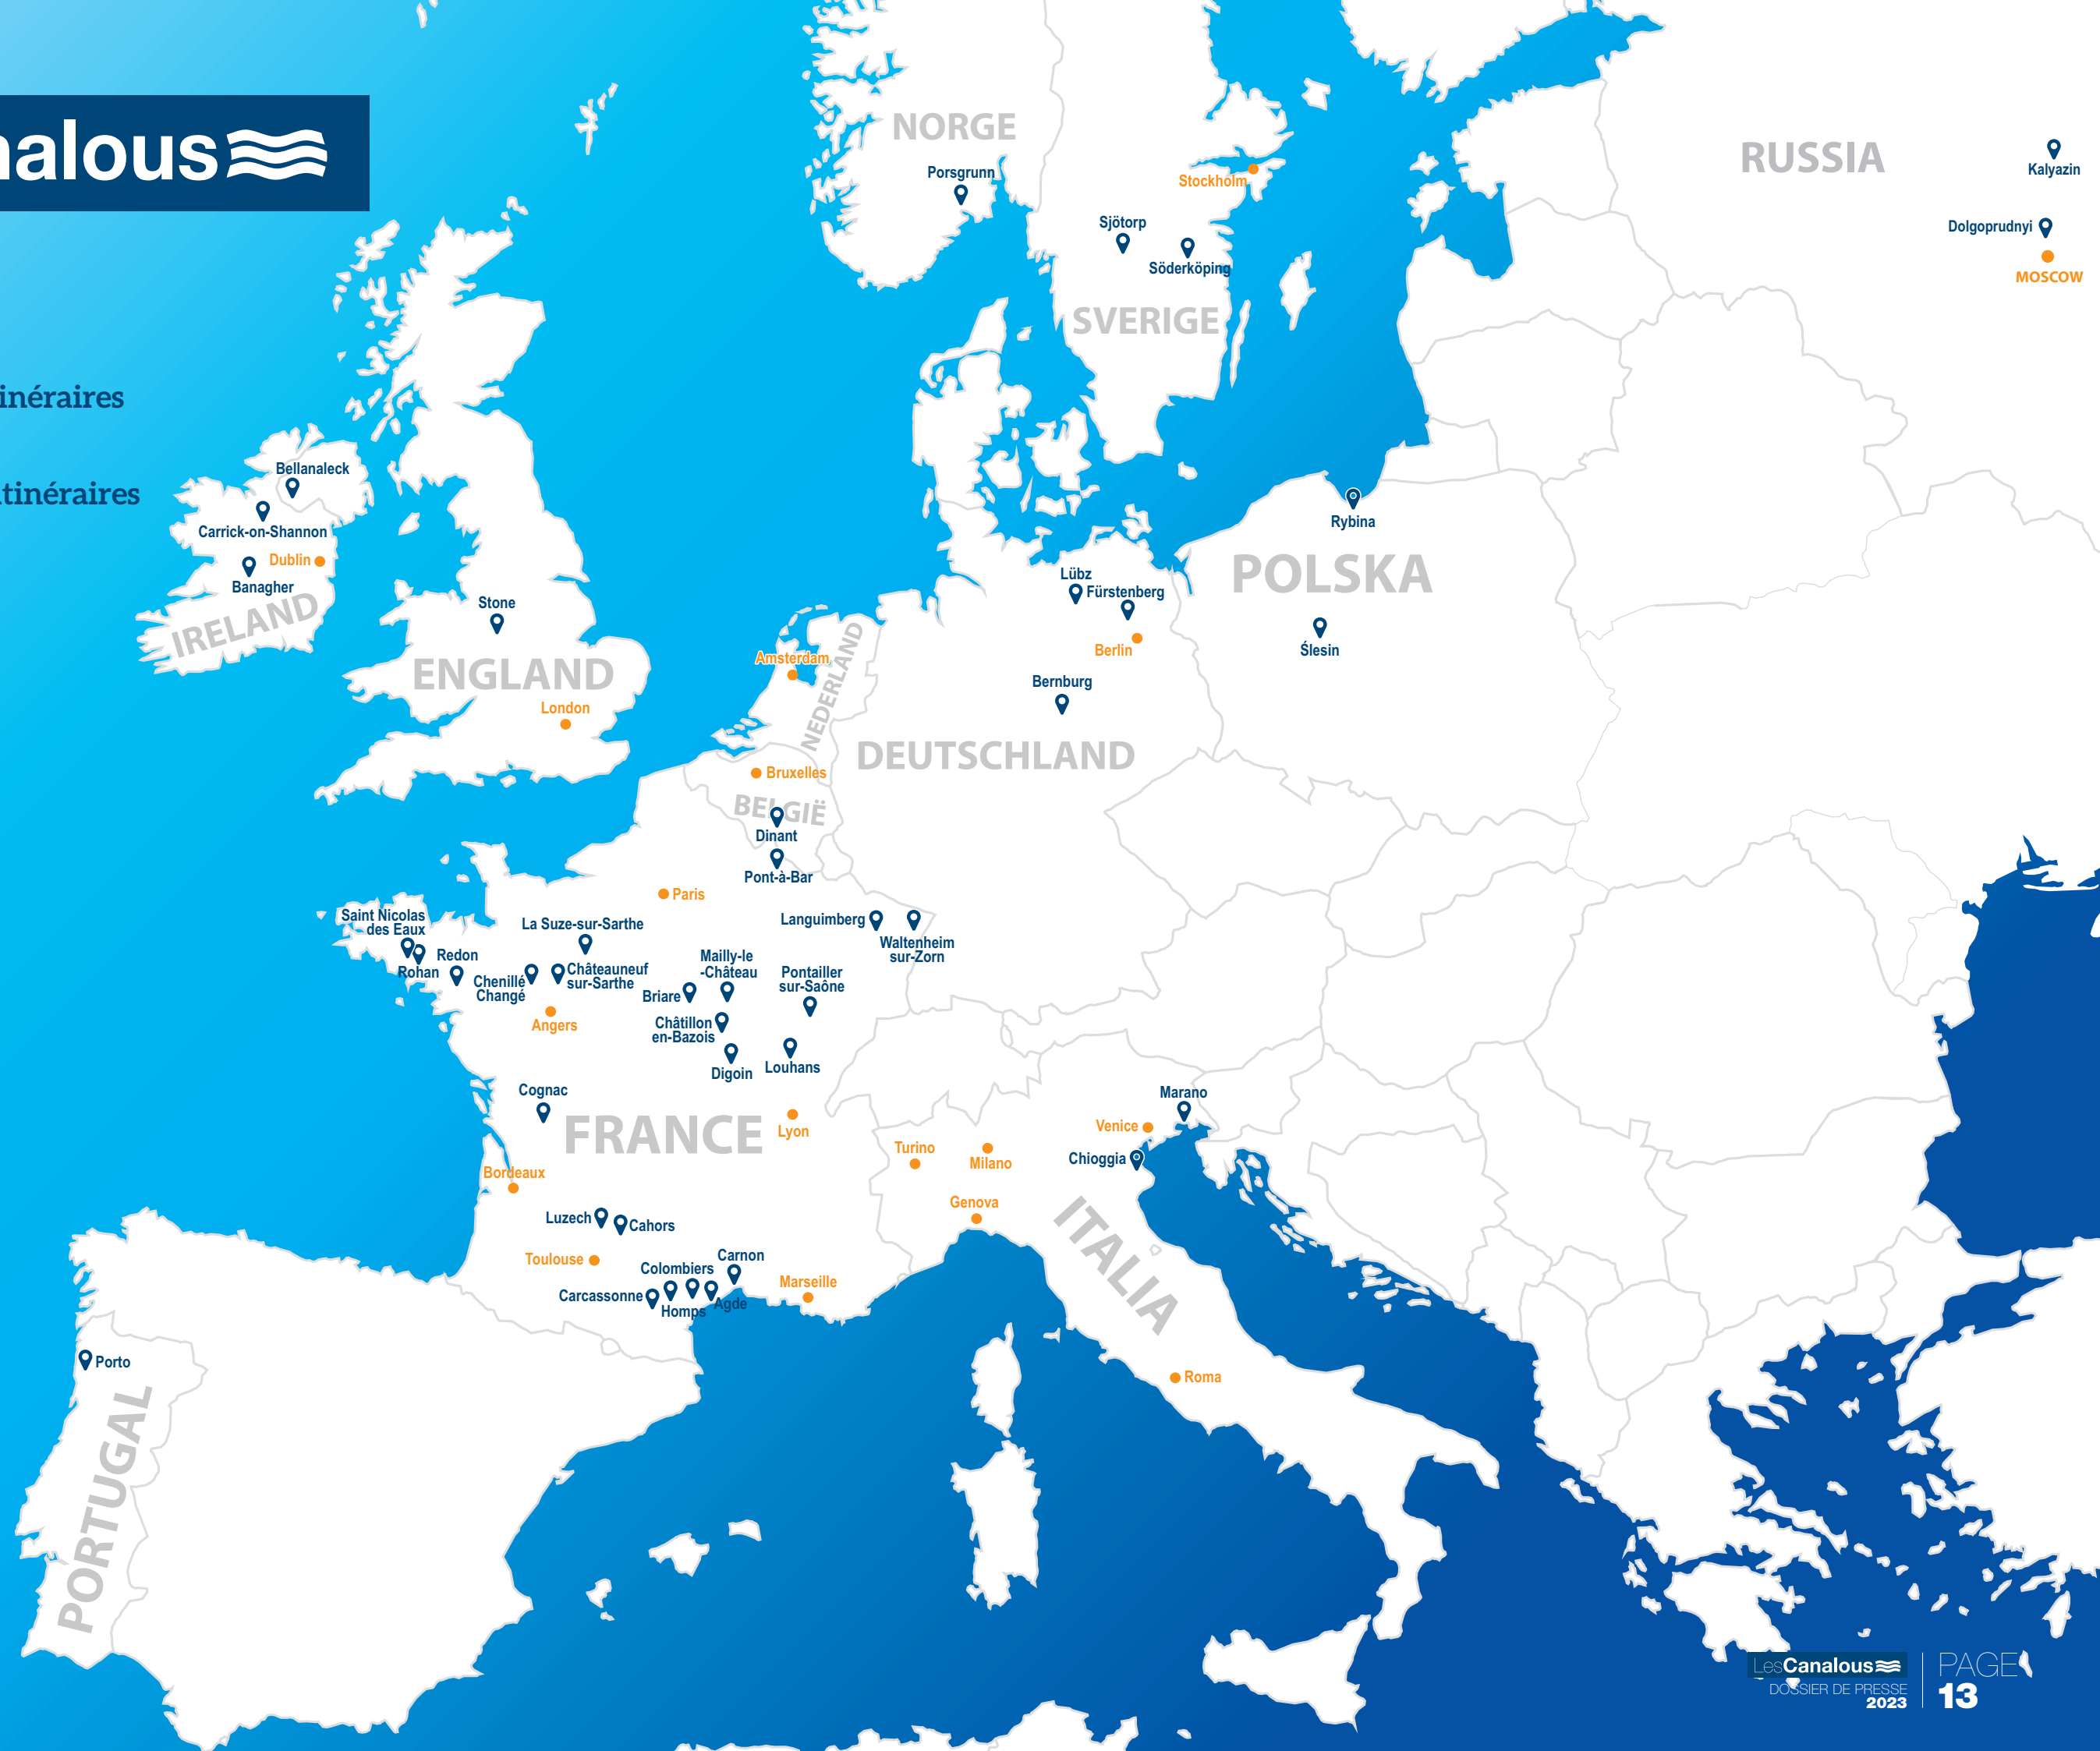 nalous
inéraires
tinéraires
NORGE
Porsgrunn
Stockholm
Sjötorp
Söderköping
SVERIGE
RUSSIA
Kalyazin
Dolgoprudnyi
MOSCOW
Bellanaleck
Carrick-on-Shannon
Dublin
Banagher
IRELAND
Stone
ENGLAND
London
Rybina
POLSKA
Ślesin
Lübz
Fürstenberg
Berlin
Bernburg
DEUTSCHLAND
Amsterdam
NEDERLAND
Bruxelles
BELGIË
Dinant
Pont-à-Bar
Paris
Languimberg
Waltenheim
sur-Zorn
Saint Nicolas
des Eaux
Rohan
Redon
La Suze-sur-Sarthe
Chenillé
Changé
Châteauneuf
sur-Sarthe
Angers
Mailly-le
-Château
Briare
Pontailler
sur-Saône
Châtillon
en-Bazois
Digoin
Louhans
Cognac
FRANCE
Lyon
Bordeaux
Luzech
Cahors
Toulouse
Carnon
Colombiers
Carcassonne
Homps
Agde
Marseille
Turino
Milano
Genova
Venice
Marano
Chioggia
ITALIA
Roma
Porto
PORTUGAL
LesCanalous
DOSSIER DE PRESSE
2023
PAGE
13